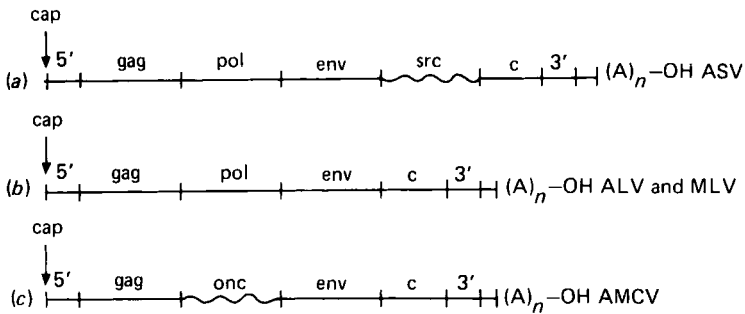 cap
5′ gag pol env src c 3′
(a) (A)n–OH ASV
cap
5′ gag pol env c 3′
(b) (A)n–OH ALV and MLV
cap
5′ gag onc env c 3′
(c) (A)n–OH AMCV